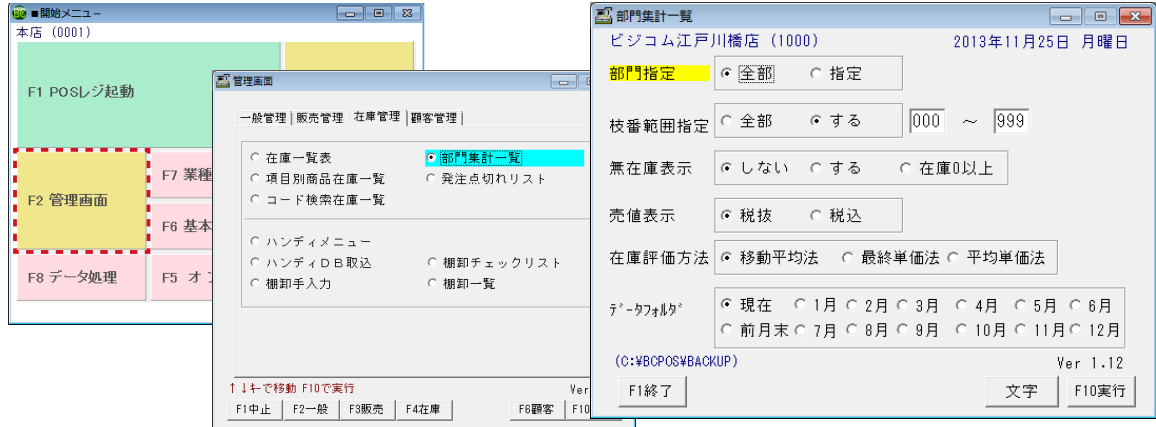 ■開始メニュー
本店 (0001)
F1 POSレジ起動
F2 管理画面
F7 業種
F6 基本
F8 データ処理
F5 オン
管理画面
一般管理 販売管理 在庫管理 顧客管理
在庫一覧表 部門集計一覧
項目別商品在庫一覧 発注点切れリスト
コード検索在庫一覧
ハンディメニュー
ハンディDB取込 棚卸チェックリスト
棚卸手入力 棚卸一覧
↑↓キーで移動 F10で実行 Ver
F1中止 F2一般 F3販売 F4在庫 F6顧客 F10
部門集計一覧
ビジコム江戸川橋店 (1000) 2013年11月25日 月曜日
部門指定 全部 指定
枝番範囲指定 全部 する 000 ～ 999
無在庫表示 しない する 在庫0以上
売値表示 税抜 税込
在庫評価方法 移動平均法 最終単価法 平均単価法
データフォルダ 現在 1月 2月 3月 4月 5月 6月
前月末 7月 8月 9月 10月 11月 12月
(C:¥BCPOS¥BACKUP) Ver 1.12
F1終了 文字 F10実行